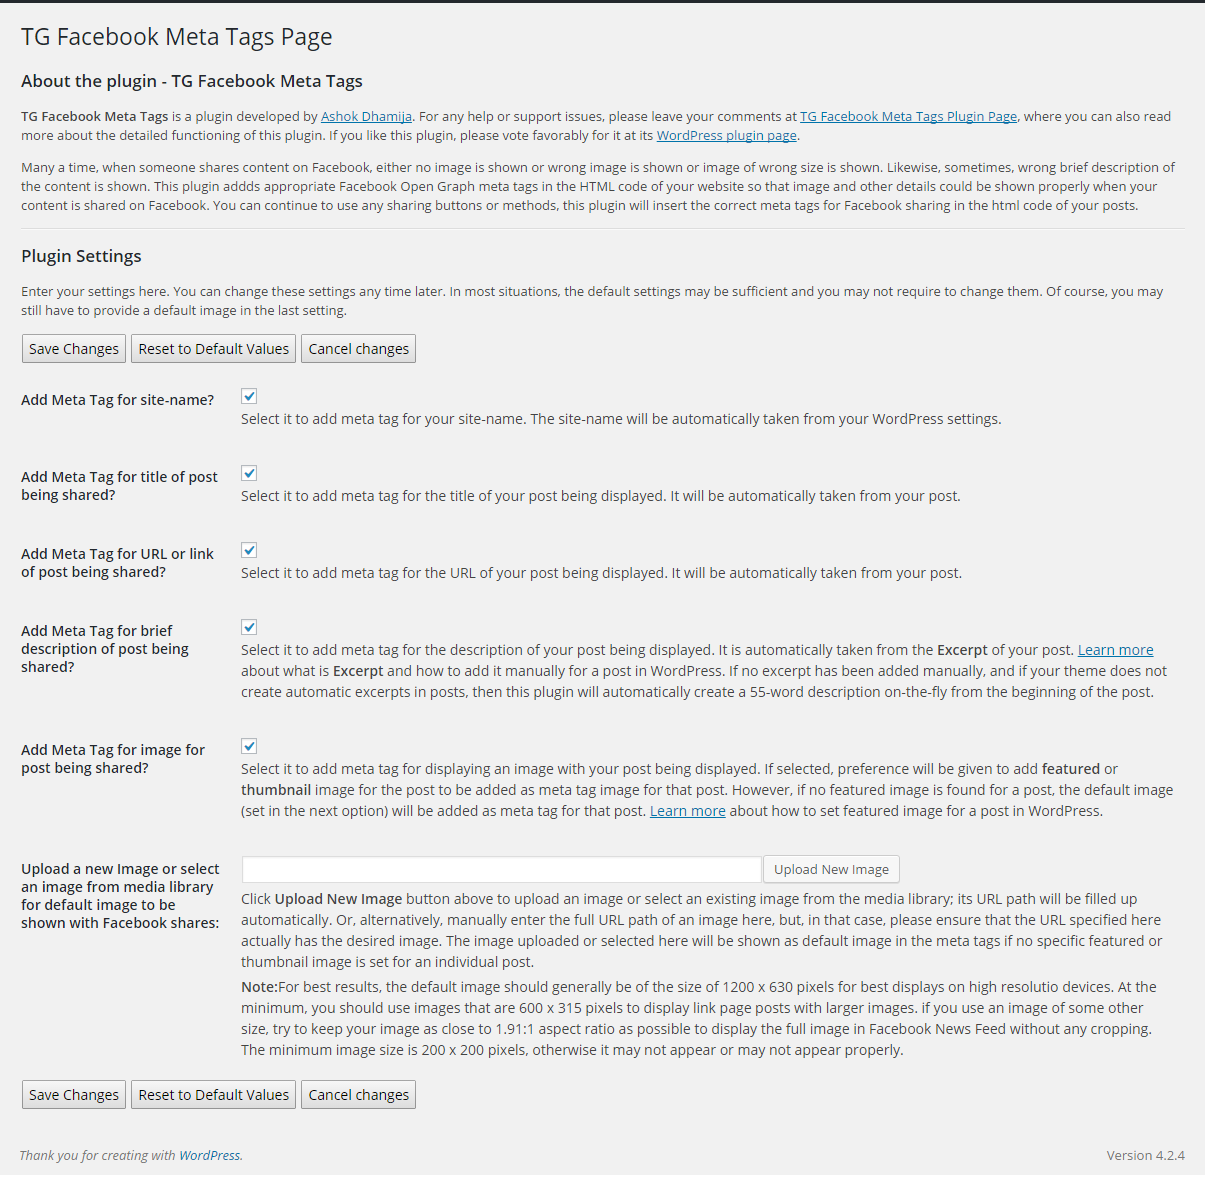 TG Facebook Meta Tags Page
About the plugin - TG Facebook Meta Tags
TG Facebook Meta Tags is a plugin developed by Ashok Dhamija. For any help or support issues, please leave your comments at TG Facebook Meta Tags Plugin Page, where you can also read
more about the detailed functioning of this plugin. If you like this plugin, please vote favorably for it at its WordPress plugin page.
Many a time, when someone shares content on Facebook, either no image is shown or wrong image is shown or image of wrong size is shown. Likewise, sometimes, wrong brief description of
the content is shown. This plugin addds appropriate Facebook Open Graph meta tags in the HTML code of your website so that image and other details could be shown properly when your
content is shared on Facebook. You can continue to use any sharing buttons or methods, this plugin will insert the correct meta tags for Facebook sharing in the html code of your posts.
Plugin Settings
Enter your settings here. You can change these settings any time later. In most situations, the default settings may be sufficient and you may not require to change them. Of course, you may
still have to provide a default image in the last setting.
Save Changes Reset to Default Values Cancel changes
Add Meta Tag for site-name?
Select it to add meta tag for your site-name. The site-name will be automatically taken from your WordPress settings.
Add Meta Tag for title of post
being shared?
Select it to add meta tag for the title of your post being displayed. It will be automatically taken from your post.
Add Meta Tag for URL or link
of post being shared?
Select it to add meta tag for the URL of your post being displayed. It will be automatically taken from your post.
Add Meta Tag for brief
description of post being
shared?
Select it to add meta tag for the description of your post being displayed. It is automatically taken from the Excerpt of your post. Learn more
about what is Excerpt and how to add it manually for a post in WordPress. If no excerpt has been added manually, and if your theme does not
create automatic excerpts in posts, then this plugin will automatically create a 55-word description on-the-fly from the beginning of the post.
Add Meta Tag for image for
post being shared?
Select it to add meta tag for displaying an image with your post being displayed. If selected, preference will be given to add featured or
thumbnail image for the post to be added as meta tag image for that post. However, if no featured image is found for a post, the default image
(set in the next option) will be added as meta tag for that post. Learn more about how to set featured image for a post in WordPress.
Upload a new Image or select
an image from media library
for default image to be
shown with Facebook shares:
Upload New Image
Click Upload New Image button above to upload an image or select an existing image from the media library; its URL path will be filled up
automatically. Or, alternatively, manually enter the full URL path of an image here, but, in that case, please ensure that the URL specified here
actually has the desired image. The image uploaded or selected here will be shown as default image in the meta tags if no specific featured or
thumbnail image is set for an individual post.
Note:For best results, the default image should generally be of the size of 1200 x 630 pixels for best displays on high resolutio devices. At the
minimum, you should use images that are 600 x 315 pixels to display link page posts with larger images. if you use an image of some other
size, try to keep your image as close to 1.91:1 aspect ratio as possible to display the full image in Facebook News Feed without any cropping.
The minimum image size is 200 x 200 pixels, otherwise it may not appear or may not appear properly.
Save Changes Reset to Default Values Cancel changes
Thank you for creating with WordPress. Version 4.2.4